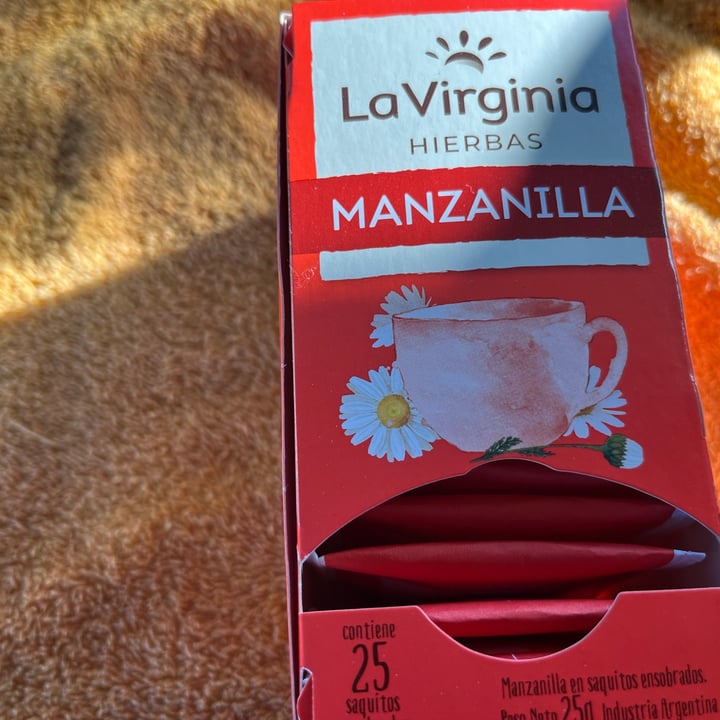 La Virginia
HIERBAS
MANZANILLA
contiene
25
saquitos
Manzanilla en saquitos ensobrados.
Peso Neto 25g. Industria Argentina